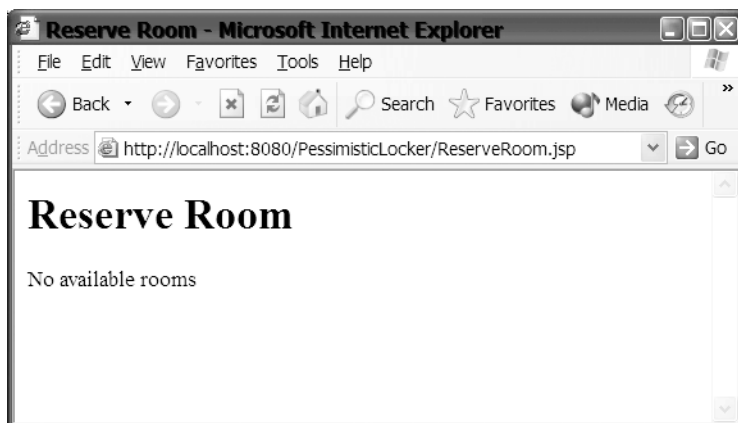 Reserve Room - Microsoft Internet Explorer
File Edit View Favorites Tools Help
Back Search Favorites Media »
Address http://localhost:8080/PessimisticLocker/ReserveRoom.jsp Go
Reserve Room
No available rooms